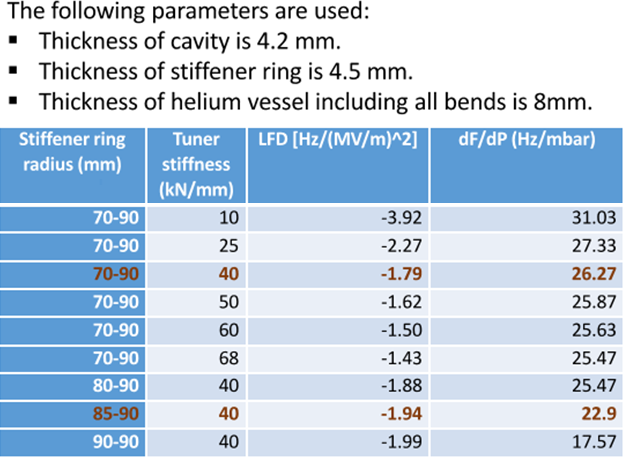 The following parameters are used:
▪ Thickness of cavity is 4.2 mm.
▪ Thickness of stiffener ring is 4.5 mm.
▪ Thickness of helium vessel including all bends is 8mm.
Stiffener ring radius (mm) Tuner stiffness (kN/mm) LFD [Hz/(MV/m)^2] dF/dP (Hz/mbar)
70-90 10 -3.92 31.03
70-90 25 -2.27 27.33
70-90 40 -1.79 26.27
70-90 50 -1.62 25.87
70-90 60 -1.50 25.63
70-90 68 -1.43 25.47
80-90 40 -1.88 25.47
85-90 40 -1.94 22.9
90-90 40 -1.99 17.57